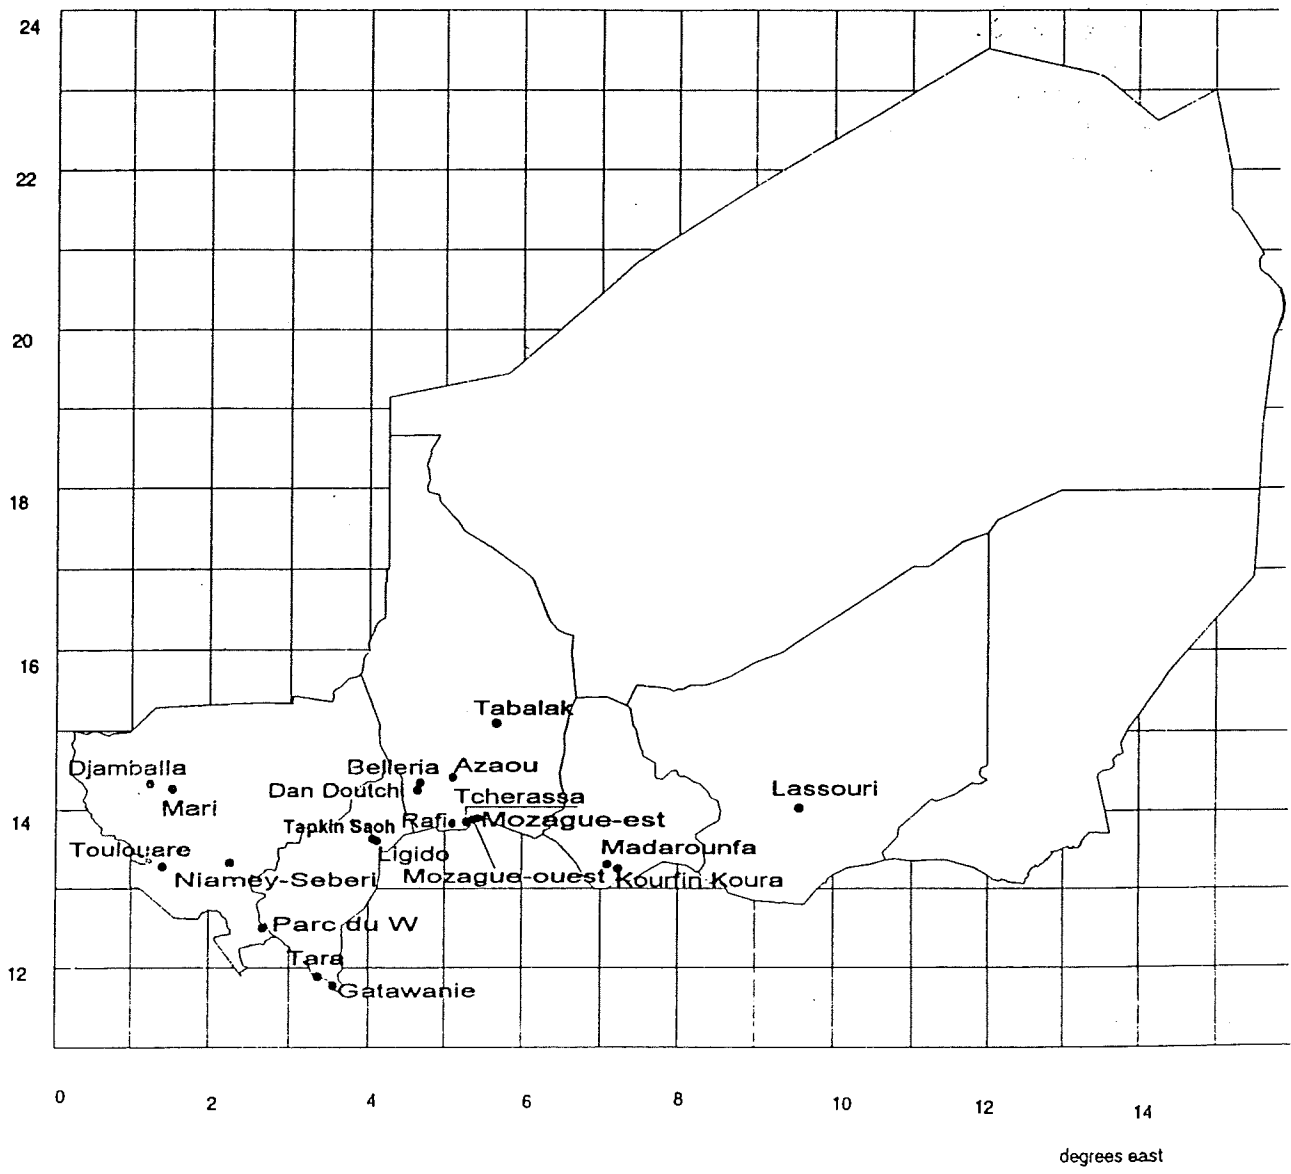 24
22
20
18
16
Tabalak
Djamballa
Belleria
Azaou
Mari
Dan Doutchi
Tcherassa
Lassouri
14
Tapkin Saoh
Rafi
Mozague-est
Toulouare
Ligido
Madarounfa
Niamey-Seberi
Mozague-ouest
Kourfin Koura
Parc du W
Tara
12
Gatawanie
0
2
4
6
8
10
12
14
degrees east